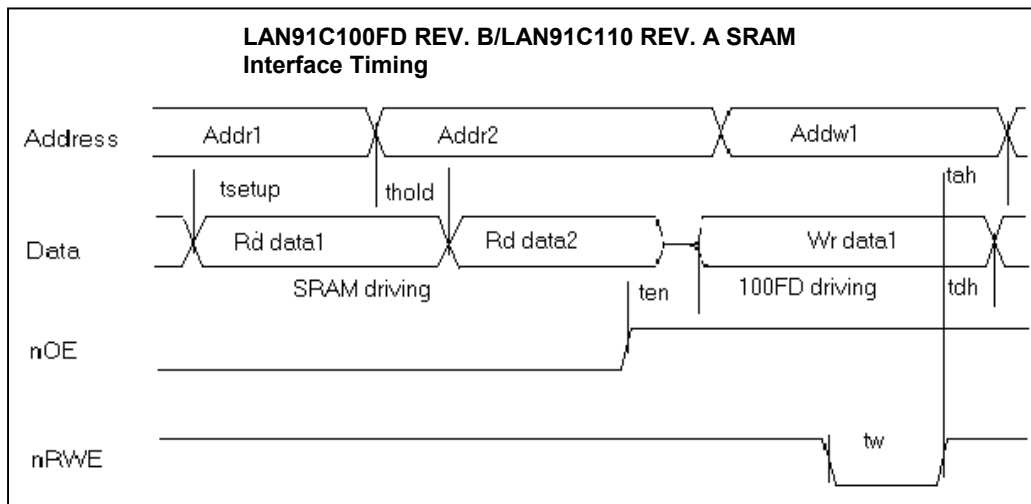 LAN91C100FD REV. B/LAN91C110 REV. A SRAM
Interface Timing
Address
Addr1
Addr2
Addw1
tsetup
thold
tah
Data
Rd data1
Rd data2
Wr data1
SRAM driving
ten
100FD driving
tdh
nOE
nRWE
tw